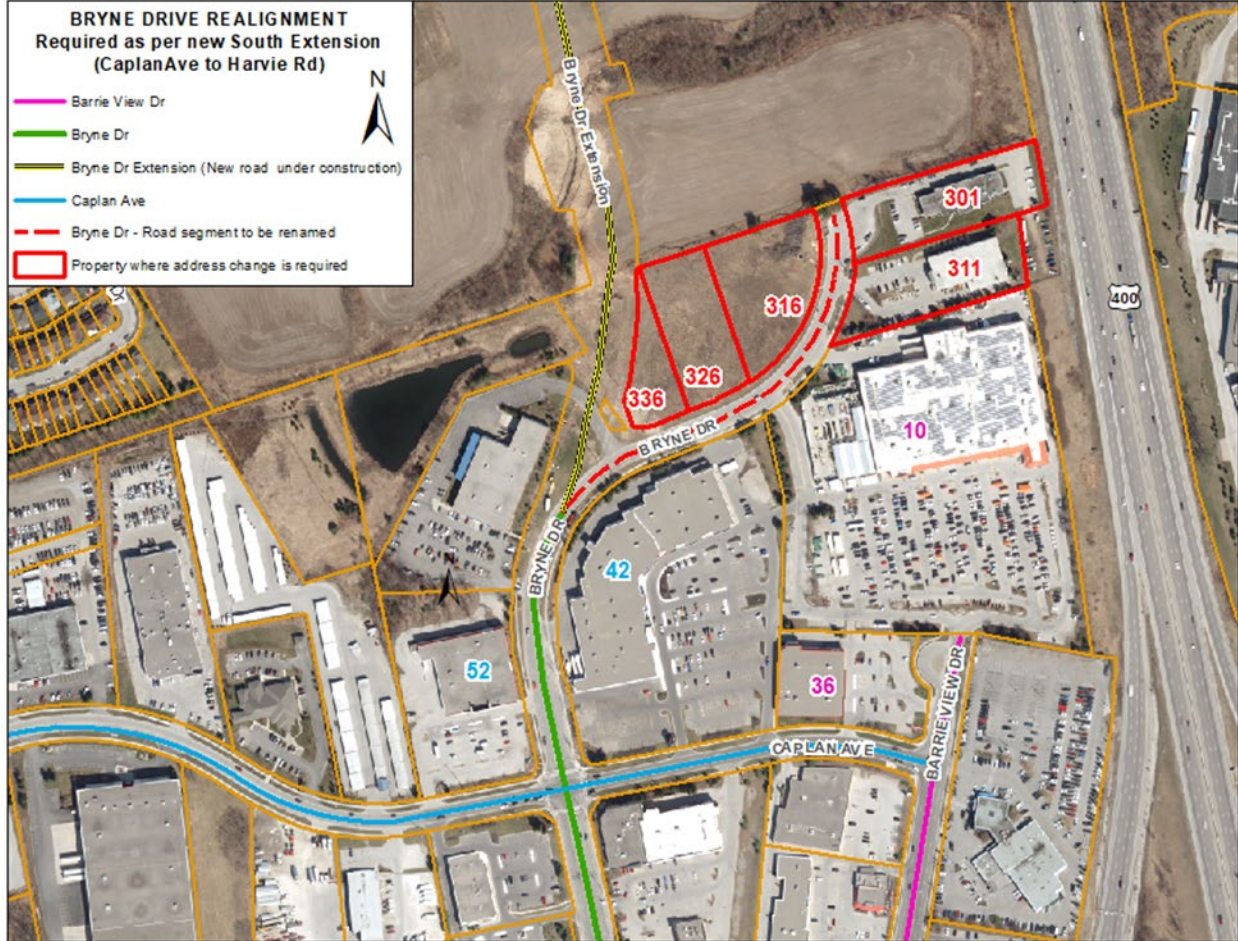 BRYNE DRIVE REALIGNMENT
Required as per new South Extension
(CaplanAve to Harvie Rd)
N
Barrie View Dr
Bryne Dr
Bryne Dr Extension (New road under construction)
Caplan Ave
Bryne Dr - Road segment to be renamed
Property where address change is required
Bryne Dr Extension
301
311
400
316
326
336
BRYNE DR
10
BRYNE DR
42
N
52
36
BARRIE VIEW DR
CAPLAN AVE